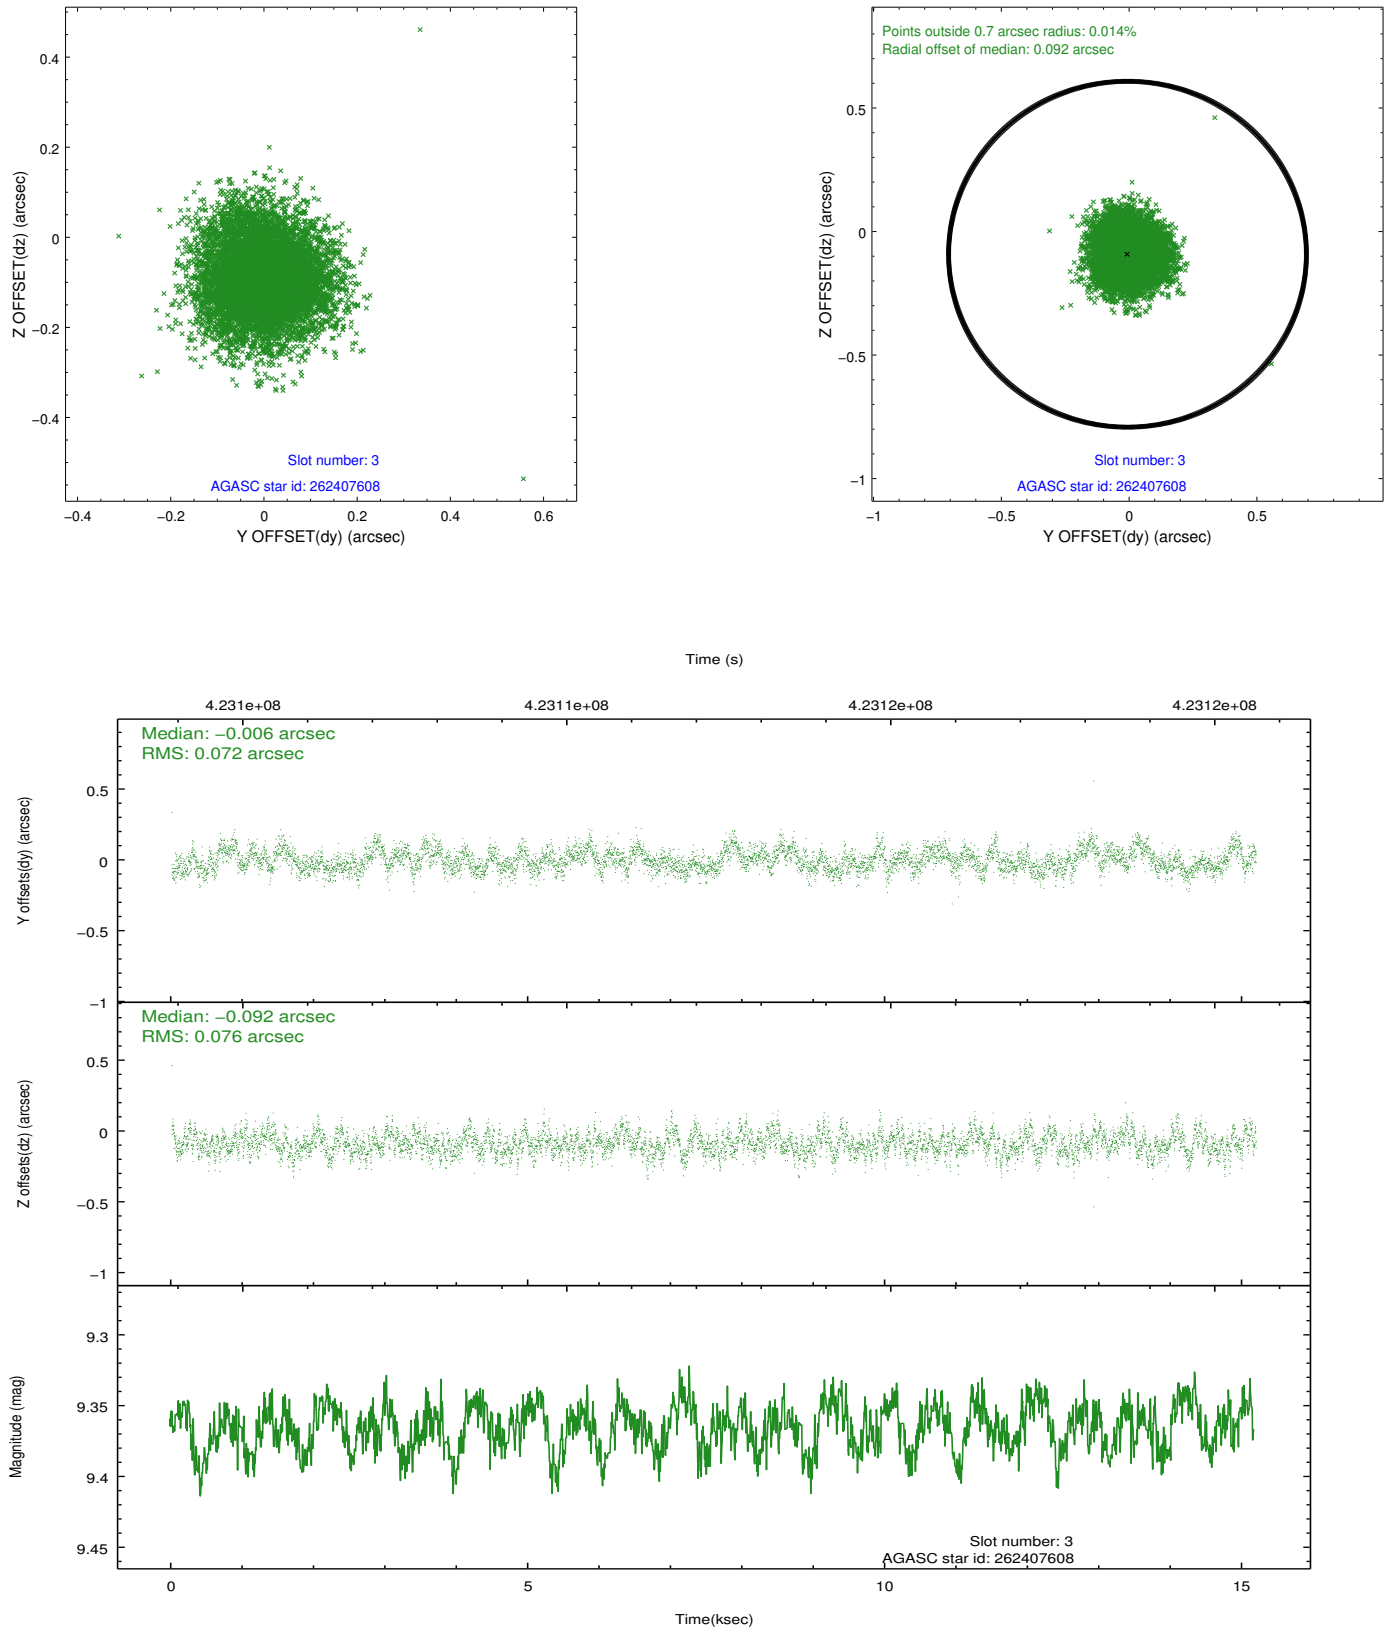 0.4
0.2
0
−0.2
−0.4
Z OFFSET(dz) (arcsec)
Slot number: 3
AGASC star id: 262407608
−0.4 −0.2 0 0.2 0.4 0.6
Y OFFSET(dy) (arcsec)
Points outside 0.7 arcsec radius: 0.014%
Radial offset of median: 0.092 arcsec
0.5
0
−0.5
−1
Z OFFSET(dz) (arcsec)
Slot number: 3
AGASC star id: 262407608
−1 −0.5 0 0.5
Y OFFSET(dy) (arcsec)
Time (s)
4.231e+08 4.2311e+08 4.2312e+08 4.2312e+08
Median: −0.006 arcsec
RMS: 0.072 arcsec
0.5
0
−0.5
−1
Y offsets(dy) (arcsec)
Median: −0.092 arcsec
RMS: 0.076 arcsec
0.5
0
−0.5
−1
Z offsets(dz) (arcsec)
9.3
9.35
9.4
9.45
Magnitude (mag)
Slot number: 3
AGASC star id: 262407608
0 5 10 15
Time(ksec)